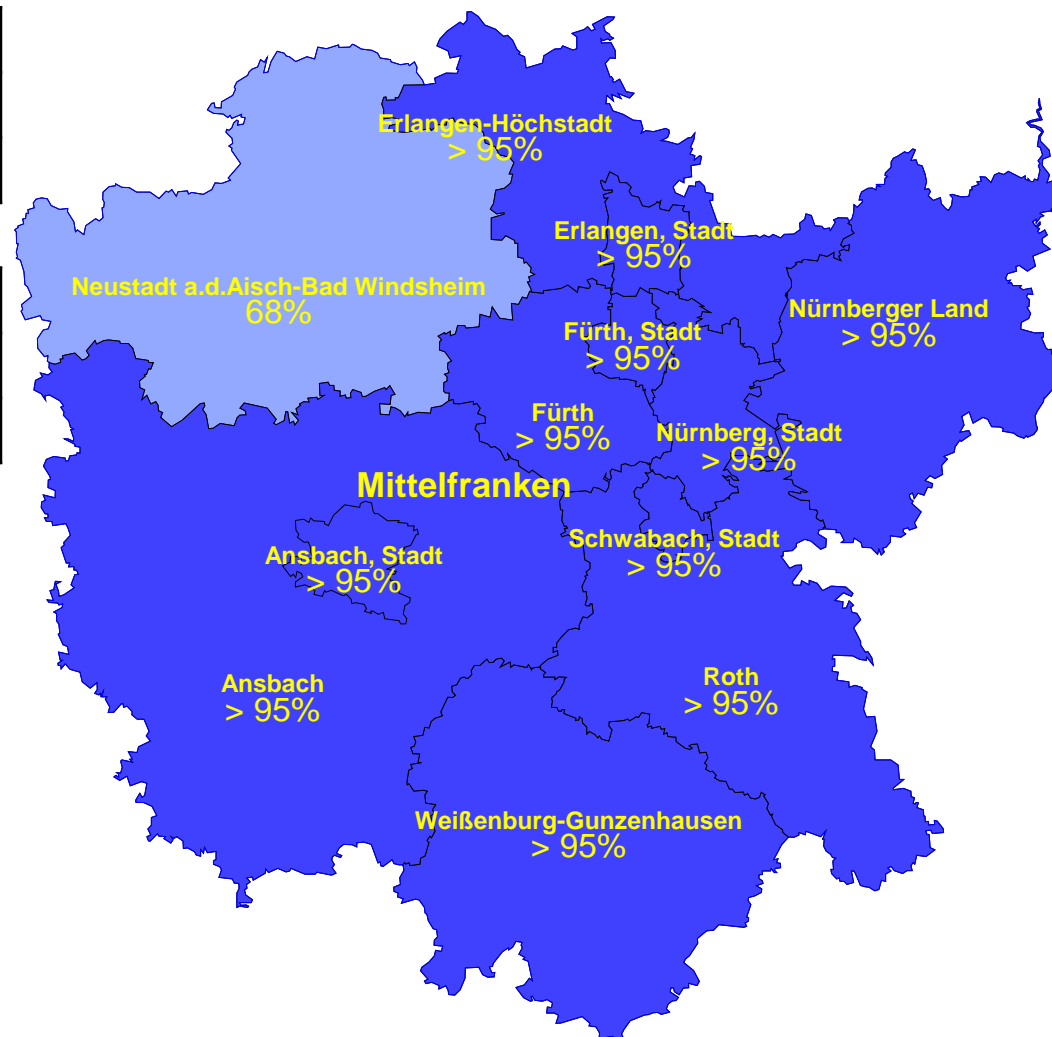 Erlangen-Höchstadt
> 95%
Erlangen, Stadt
> 95%
Neustadt a.d.Aisch-Bad Windsheim
68%
Nürnberger Land
> 95%
Fürth, Stadt
> 95%
Fürth
> 95%
Nürnberg, Stadt
> 95%
Mittelfranken
Schwabach, Stadt
> 95%
Ansbach, Stadt
> 95%
Ansbach
> 95%
Roth
> 95%
Weißenburg-Gunzenhausen
> 95%